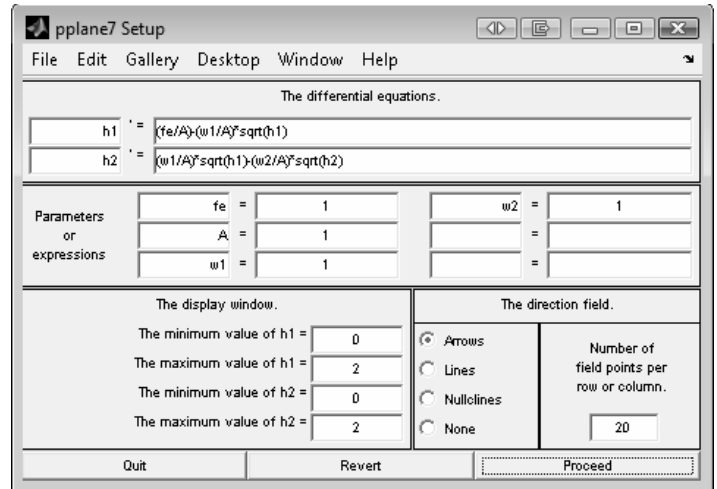 pplane7 Setup
File Edit Gallery Desktop Window Help
The differential equations.
h1 ' = (fe/A)-(w1/A)*sqrt(h1)
h2 ' = (w1/A)*sqrt(h1)-(w2/A)*sqrt(h2)
Parameters
or
expressions
fe = 1
w2 = 1
A = 1
=
w1 = 1
=
The display window.
The minimum value of h1 = 0
The maximum value of h1 = 2
The minimum value of h2 = 0
The maximum value of h2 = 2
The direction field.
Arrows
Lines
Nullclines
None
Number of
field points per
row or column.
20
Quit
Revert
Proceed